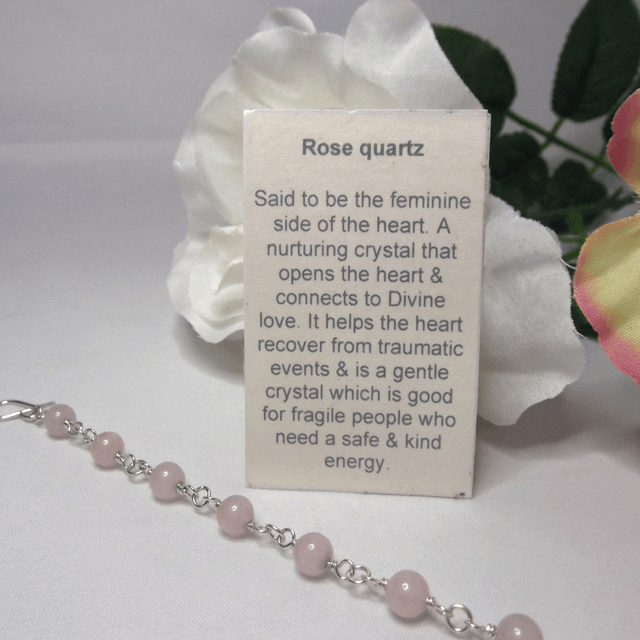 Rose quartz
Said to be the feminine
side of the heart. A
nurturing crystal that
opens the heart &
connects to Divine
love. It helps the heart
recover from traumatic
events & is a gentle
crystal which is good
for fragile people who
need a safe & kind
energy.